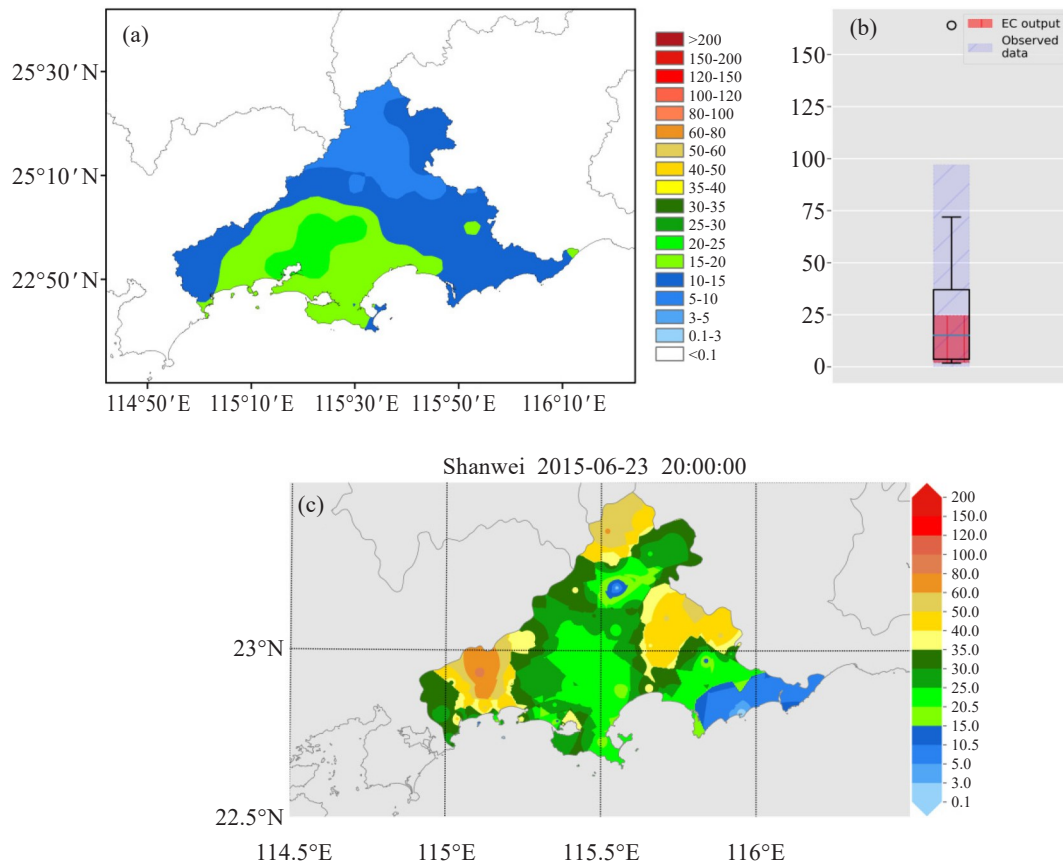 (a)
25°30′N
25°10′N
22°50′N
114°50′E
115°10′E
115°30′E
115°50′E
116°10′E
>200
150-200
120-150
100-120
80-100
60-80
50-60
40-50
35-40
30-35
25-30
20-25
15-20
10-15
5-10
3-5
0.1-3
<0.1
(b)
EC output
Observed
data
150
125
100
75
50
25
0
Shanwei 2015-06-23 20:00:00
(c)
23°N
22.5°N
114.5°E
115°E
115.5°E
116°E
200
150.0
120.0
100.0
80.0
60.0
50.0
40.0
35.0
30.0
25.0
20.5
15.0
10.5
5.0
3.0
0.1